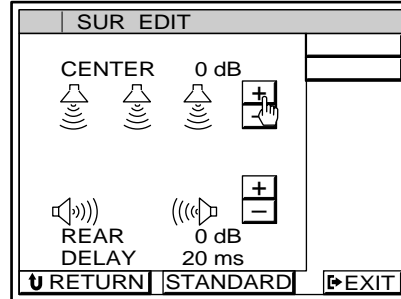 SUR EDIT
CENTER 0 dB
+
−
+
−
REAR 0 dB
DELAY 20 ms
RETURN STANDARD EXIT